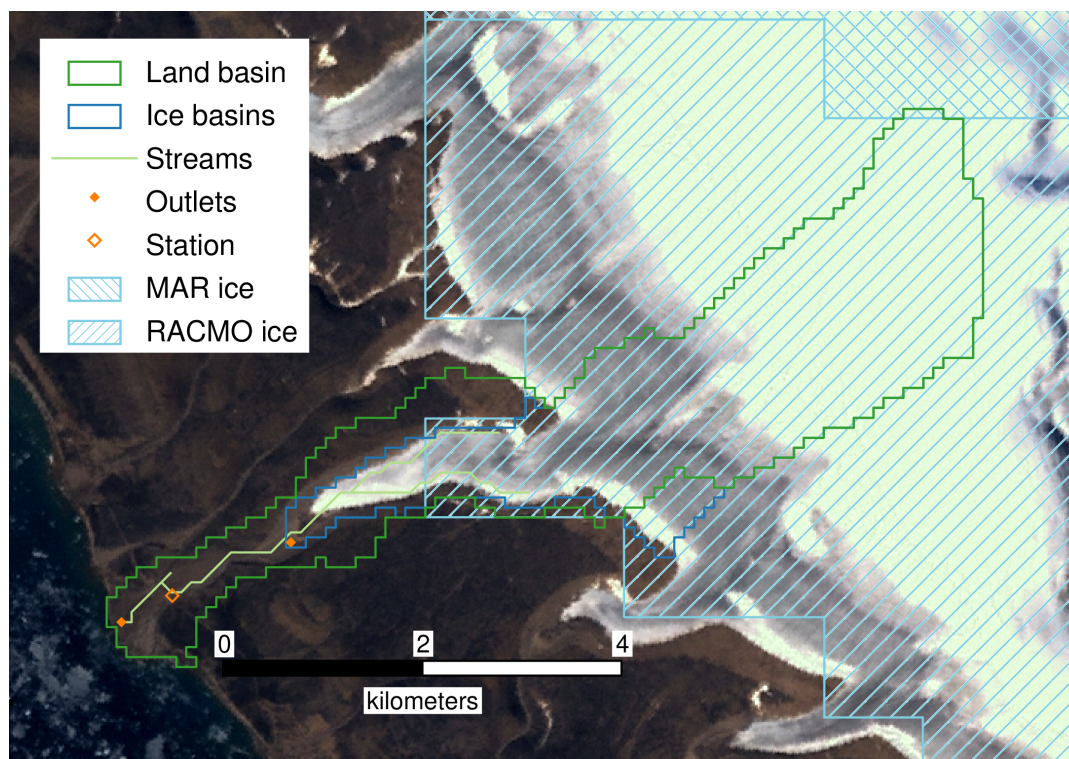 Land basin
Ice basins
Streams
Outlets
Station
MAR ice
RACMO ice
0 2 4
kilometers